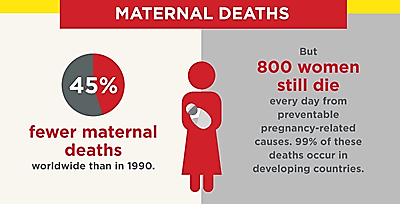 MATERNAL DEATHS
45%
fewer maternal
deaths
worldwide than in 1990.
But
800 women
still die
every day from
preventable
pregnancy-related
causes. 99% of these
deaths occur in
developing countries.